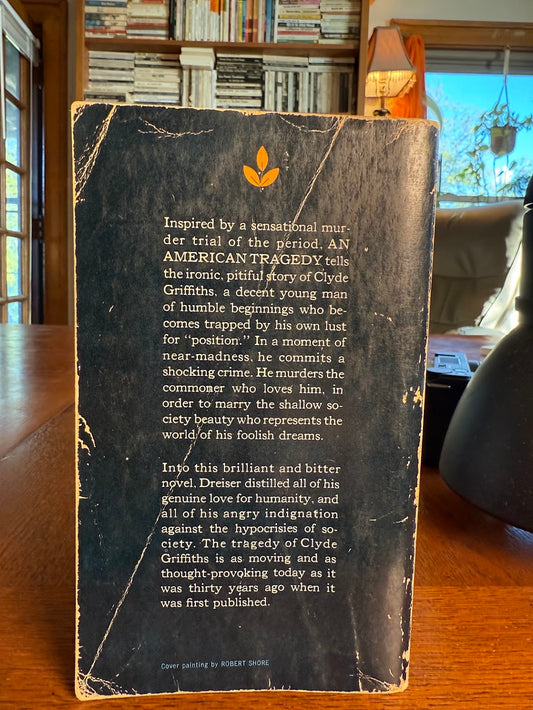 Inspired by a sensational mur-
der trial of the period, AN
AMERICAN TRAGEDY tells
the ironic, pitiful story of Clyde
Griffiths, a decent young man
of humble beginnings who be-
comes trapped by his own lust
for "position." In a moment of
near-madness, he commits a
shocking crime. He murders the
commoner who loves him, in
order to marry the shallow so-
ciety beauty who represents the
world of his foolish dreams.
Into this brilliant and bitter
novel, Dreiser distilled all of his
genuine love for humanity, and
all of his angry indignation
against the hypocrisies of so-
ciety. The tragedy of Clyde
Griffiths is as moving and as
thought-provoking today as it
was thirty years ago when it
was first published.
Cover painting by ROBERT SHORE